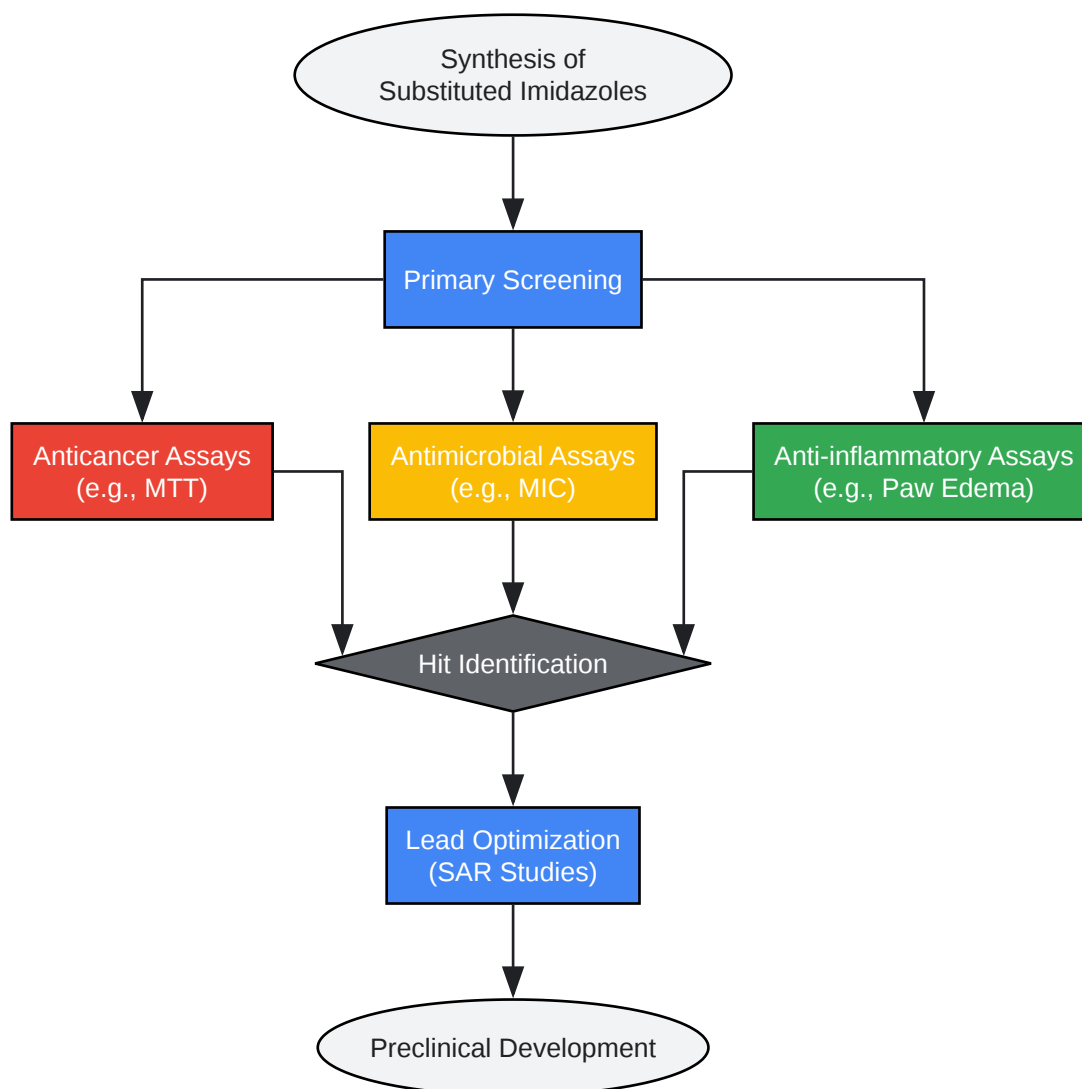 Synthesis of
Substituted Imidazoles
Primary Screening
Anticancer Assays
(e.g., MTT)
Antimicrobial Assays
(e.g., MIC)
Anti-inflammatory Assays
(e.g., Paw Edema)
Hit Identification
Lead Optimization
(SAR Studies)
Preclinical Development